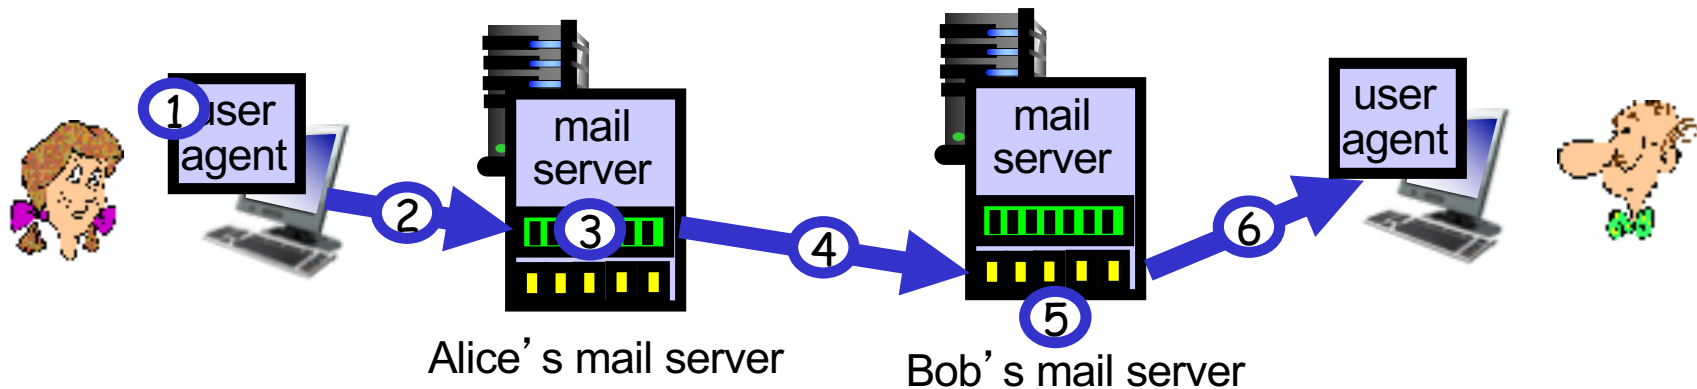 1
user
agent
2
mail
server
3
Alice’s mail server
4
mail
server
5
Bob’s mail server
6
user
agent